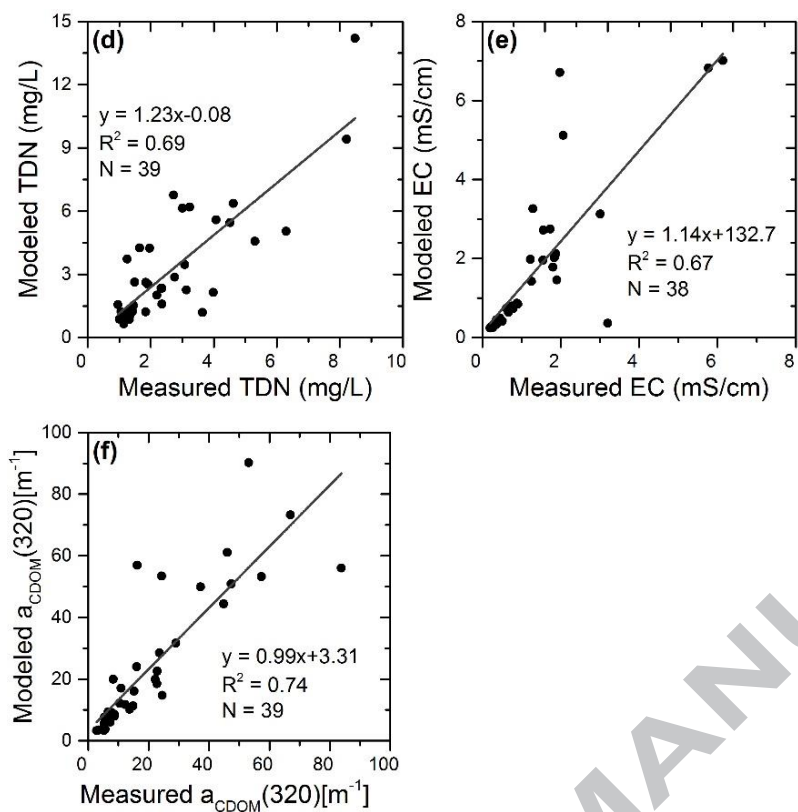 (d)
15
12
9
6
3
0
Modeled TDN (mg/L)
y = 1.23x-0.08
R² = 0.69
N = 39
0 2 4 6 8 10
Measured TDN (mg/L)
(e)
8
6
4
2
0
Modeled EC (mS/cm)
y = 1.14x+132.7
R² = 0.67
N = 38
0 2 4 6 8
Measured EC (mS/cm)
(f)
100
80
60
40
20
0
Modeled a_CDOM(320)[m⁻¹]
y = 0.99x+3.31
R² = 0.74
N = 39
0 20 40 60 80 100
Measured a_CDOM(320)[m⁻¹]